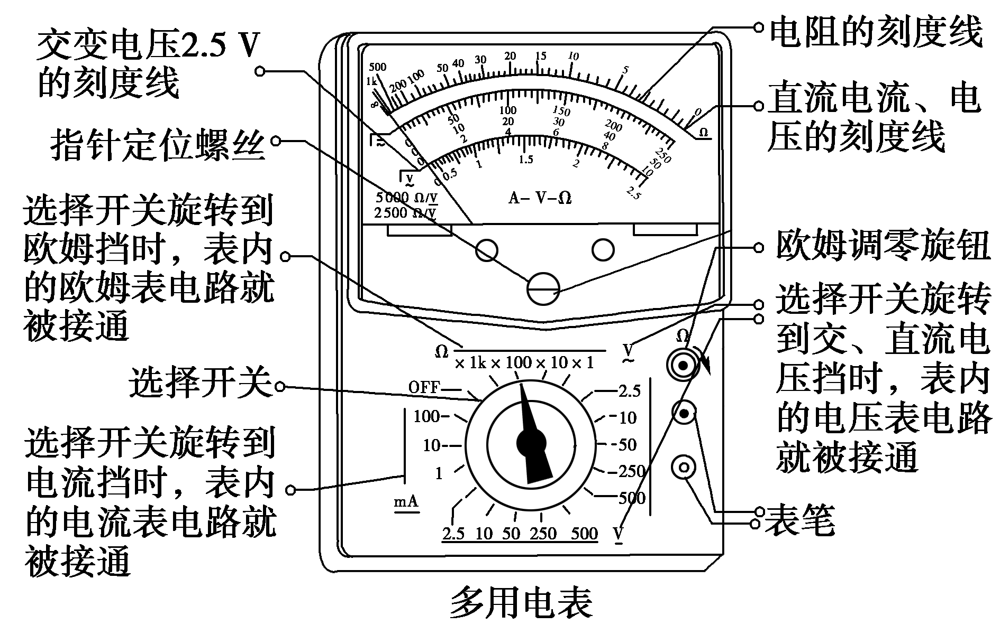 交变电压2.5 V
的刻度线
指针定位螺丝
选择开关旋转到
欧姆挡时，表内
的欧姆表电路就
被接通
选择开关
选择开关旋转到
电流挡时，表内
的电流表电路就
被接通
电阻的刻度线
直流电流、电
压的刻度线
欧姆调零旋钮
选择开关旋转
到交、直流电
压挡时，表内
的电压表电路
就被接通
表笔
∞ 1k 500 200 100 50 40 30 20 15 10 5 0 Ω
0 50 100 150 200 250
0 10 20 30 40 50
0 2 4 6 8 10
V
~
0 0.5 1 1.5 2 2.5
5000 Ω/V
2500 Ω/V
A-V-Ω
Ω
× 1k × 100 × 10 × 1
V
~
Ω
OFF
100
10
1
mA
2.5
10
50
250
500
2.5 10 50 250 500 V
多用电表